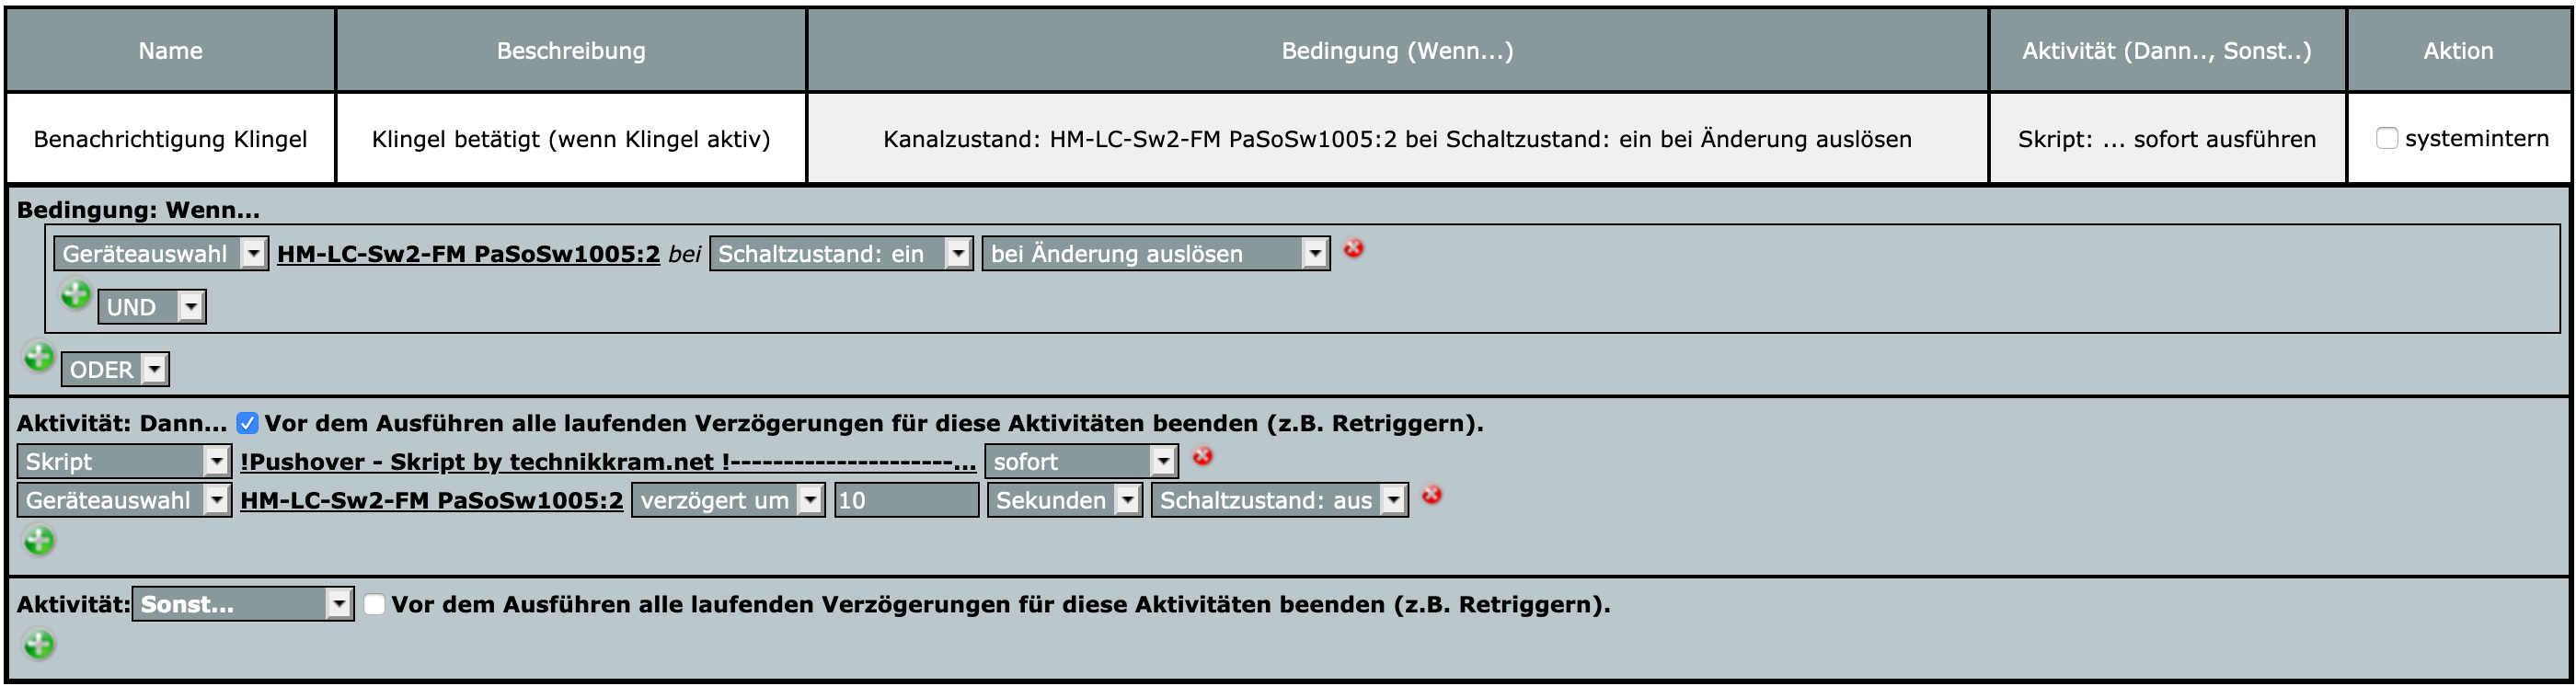 Name Beschreibung Bedingung (Wenn...) Aktivität (Dann.., Sonst..) Aktion
Benachrichtigung Klingel Klingel betätigt (wenn Klingel aktiv) Kanalzustand: HM-LC-Sw2-FM PaSoSw1005:2 bei Schaltzustand: ein bei Änderung auslösen Skript: ... sofort ausführen systemintern
Bedingung: Wenn...
Geräteauswahl HM-LC-Sw2-FM PaSoSw1005:2 bei Schaltzustand: ein bei Änderung auslösen
UND
ODER
Aktivität: Dann... Vor dem Ausführen alle laufenden Verzögerungen für diese Aktivitäten beenden (z.B. Retriggern).
Skript !Pushover - Skript by technikkram.net !---------------------... sofort
Geräteauswahl HM-LC-Sw2-FM PaSoSw1005:2 verzögert um 10 Sekunden Schaltzustand: aus
Aktivität: Sonst... Vor dem Ausführen alle laufenden Verzögerungen für diese Aktivitäten beenden (z.B. Retriggern).